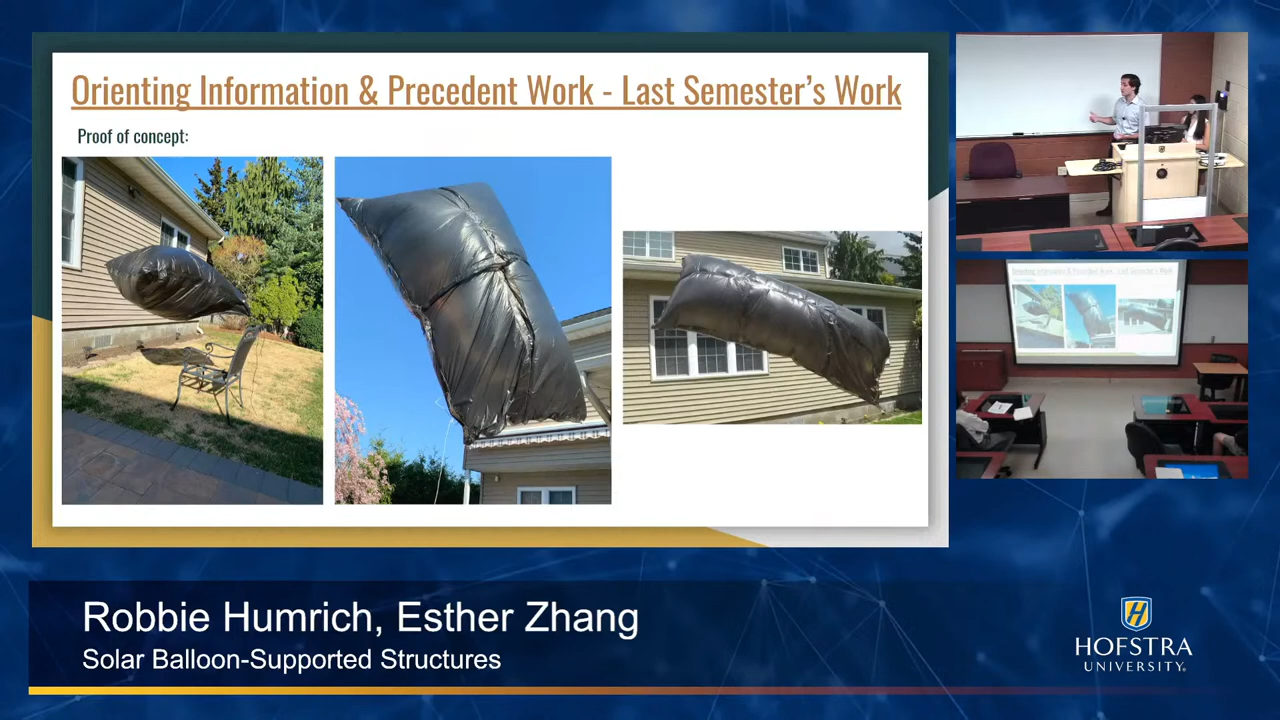 Orienting Information & Precedent Work - Last Semester's Work
Proof of concept:
Robbie Humrich, Esther Zhang
Solar Balloon-Supported Structures
HOFSTRA
UNIVERSITY®